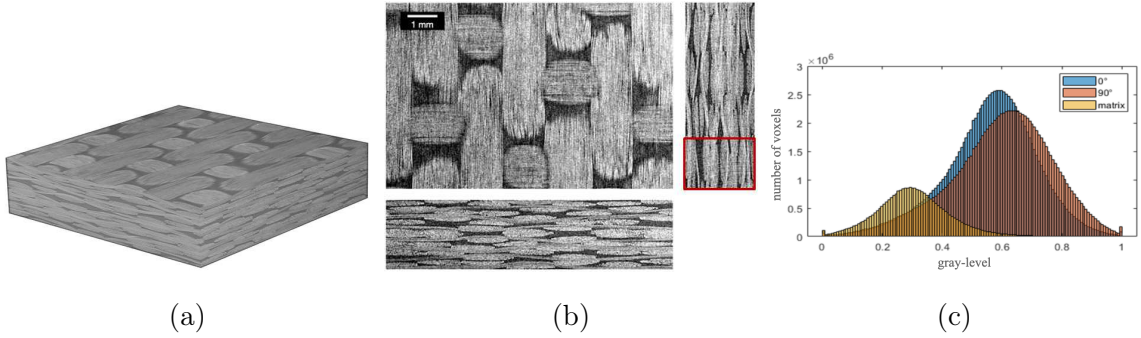 1 mm
× 10⁶
3
2.5
2
1.5
1
0.5
0
number of voxels
0°
90°
matrix
0 0.2 0.4 0.6 0.8 1
gray-level
(a) (b) (c)